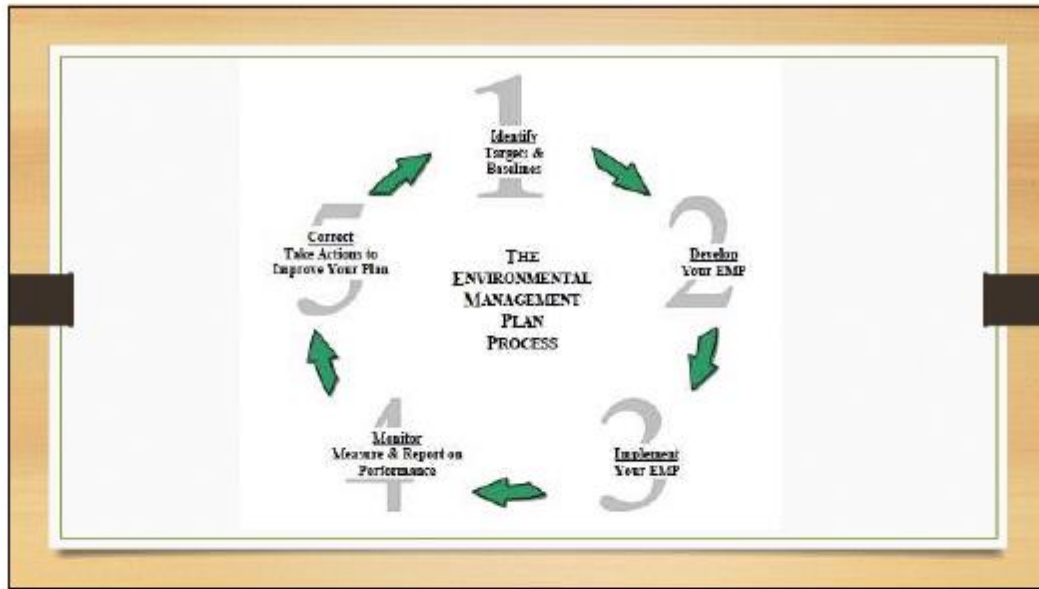 1
Identify
Targets &
Baselines
2
Develop
Your EMP
3
Implement
Your EMP
4
Monitor
Measure & Report on
Performance
5
Correct
Take Actions to
Improve Your Plan
THE
ENVIRONMENTAL
MANAGEMENT
PLAN
PROCESS